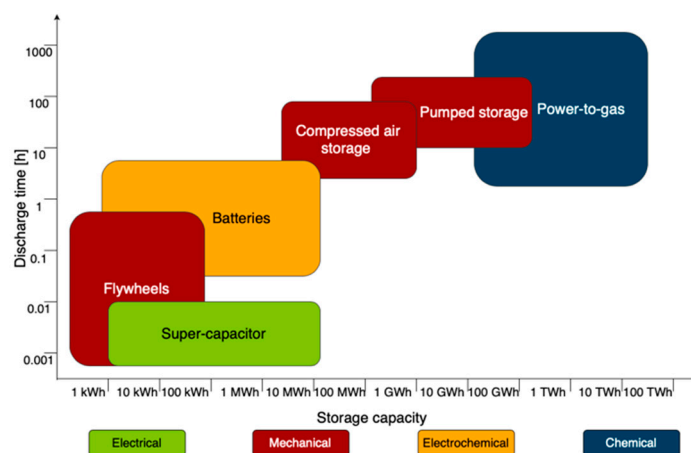 1000
100
10
1
0.1
0.01
0.001
Discharge time [h]
Compressed air
storage
Pumped storage
Power-to-gas
Batteries
Flywheels
Super-capacitor
1 kWh 10 kWh 100 kWh 1 MWh 10 MWh 100 MWh 1 GWh 10 GWh 100 GWh 1 TWh 10 TWh 100 TWh
Storage capacity
Electrical Mechanical Electrochemical Chemical